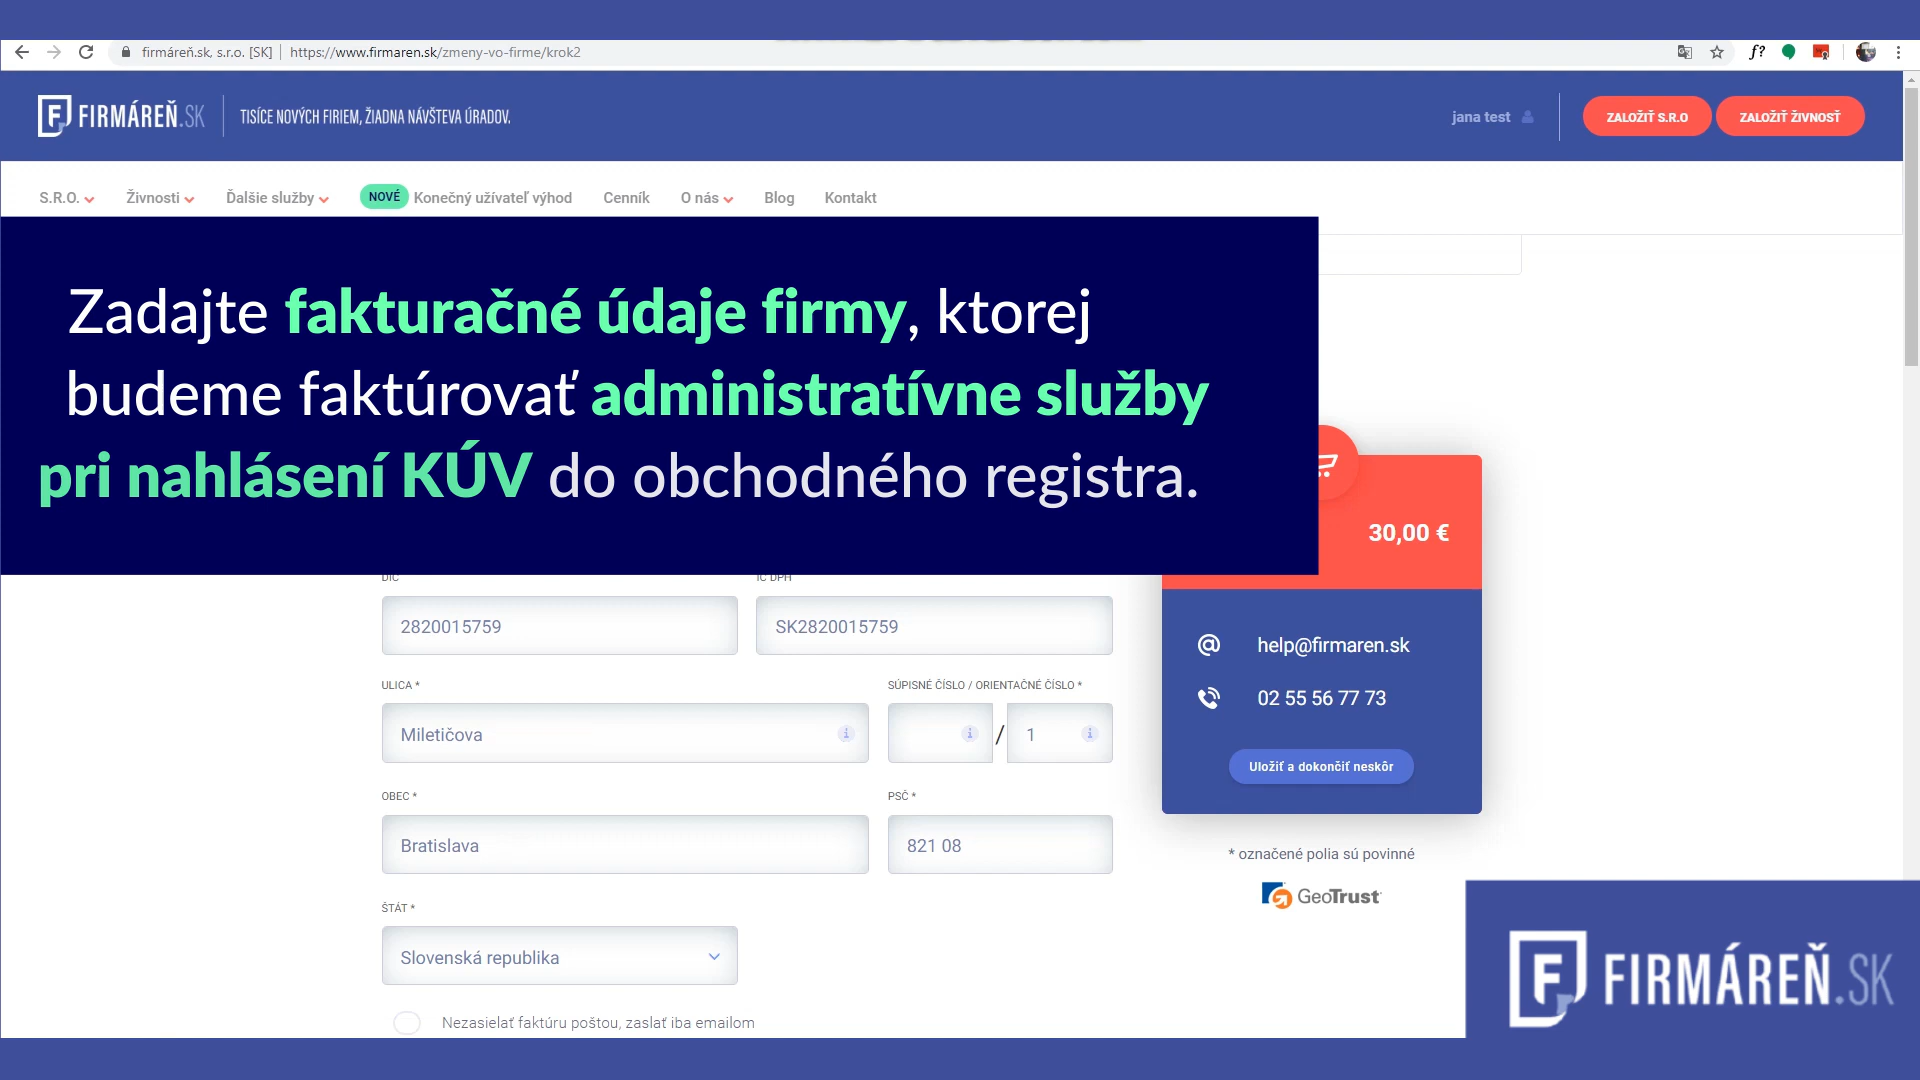 firmáreň.sk, s.r.o. [SK] https://www.firmaren.sk/zmeny-vo-firme/krok2
f?
FIRMÁREŇ.SK TISÍCE NOVÝCH FIRIEM, ŽIADNA NÁVŠTEVA ÚRADOV.
jana test
ZALOŽIŤ S.R.O
ZALOŽIŤ ŽIVNOSŤ
S.R.O. Živnosti Ďalšie služby NOVÉ Konečný užívateľ výhod Cenník O nás Blog Kontakt
Zadajte fakturačné údaje firmy, ktorej
budeme faktúrovať administratívne služby
pri nahlásení KÚV do obchodného registra.
30,00 €
DIČ IČ DPH
2820015759 SK2820015759
help@firmaren.sk
02 55 56 77 73
Uložiť a dokončiť neskôr
ULICA * SÚPISNÉ ČÍSLO / ORIENTAČNÉ ČÍSLO *
Miletičova / 1
OBEC * PSČ *
Bratislava 821 08
* označené polia sú povinné
GeoTrust
ŠTÁT *
Slovenská republika
Nezasielať faktúru poštou, zaslať iba emailom
FIRMÁREŇ.SK